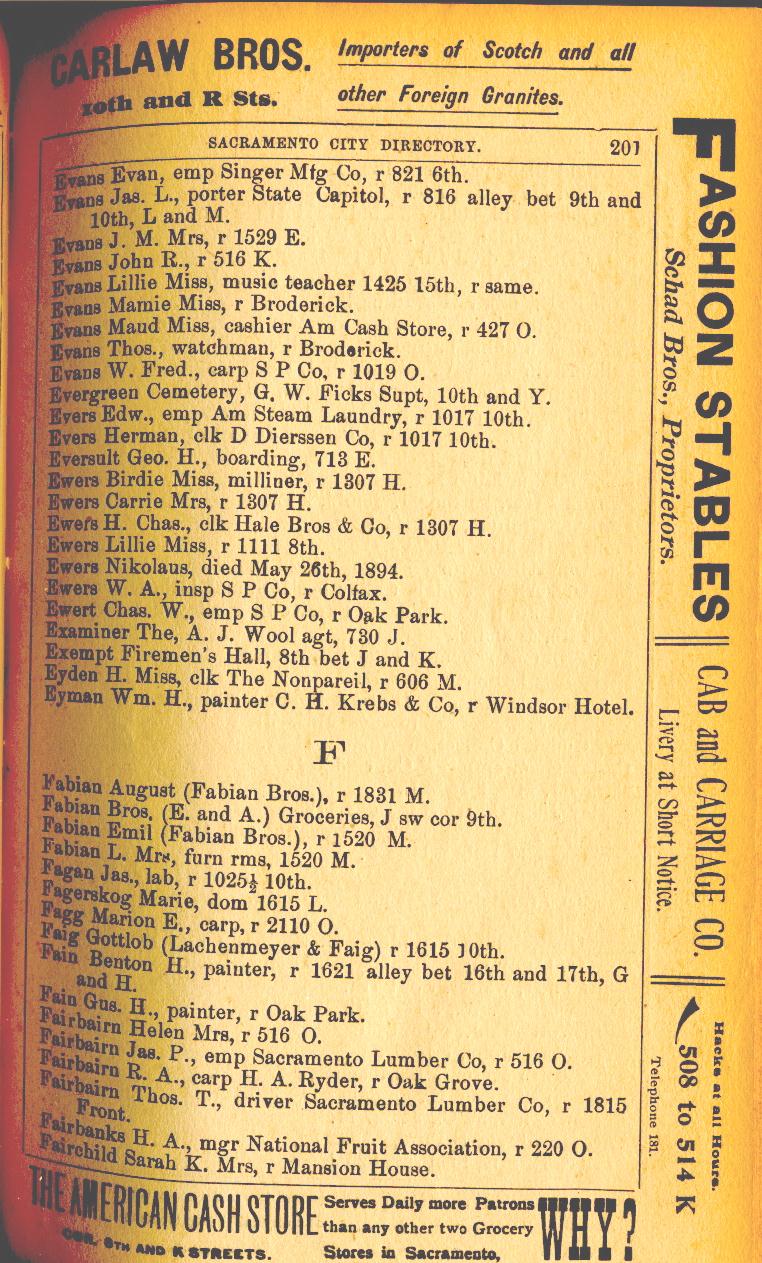 CARLAW BROS.
10th and R Sts.
Importers of Scotch and all
other Foreign Granites.
SACRAMENTO CITY DIRECTORY. 201
Evans Evan, emp Singer Mfg Co, r 821 6th.
Evans Jas. L., porter State Capitol, r 816 alley bet 9th and
10th, L and M.
Evans J. M. Mrs, r 1529 E.
Evans John R., r 516 K.
Evans Lillie Miss, music teacher 1425 15th, r same.
Evans Mamie Miss, r Broderick.
Evans Maud Miss, cashier Am Cash Store, r 427 O.
Evans Thos., watchman, r Broderick.
Evans W. Fred., carp S P Co, r 1019 O.
Evergreen Cemetery, G. W. Ficks Supt, 10th and Y.
Evers Edw., emp Am Steam Laundry, r 1017 10th.
Evers Herman, clk D Dierssen Co, r 1017 10th.
Eversult Geo. H., boarding, 713 E.
Ewers Birdie Miss, milliner, r 1307 H.
Ewers Carrie Mrs, r 1307 H.
Ewers H. Chas., clk Hale Bros & Co, r 1307 H.
Ewers Lillie Miss, r 1111 8th.
Ewers Nikolaus, died May 26th, 1894.
Ewers W. A., insp S P Co, r Colfax.
Ewert Chas. W., emp S P Co, r Oak Park.
Examiner The, A. J. Wool agt, 730 J.
Exempt Firemen's Hall, 8th bet J and K.
Eyden H. Miss, clk The Nonpareil, r 606 M.
Eyman Wm. H., painter C. H. Krebs & Co, r Windsor Hotel.
F
Fabian August (Fabian Bros.), r 1831 M.
Fabian Bros. (E. and A.) Groceries, J sw cor 9th.
Fabian Emil (Fabian Bros.), r 1520 M.
Fabian L. Mrs, furn rms, 1520 M.
Fagan Jas., lab, r 1025½ 10th.
Fagerskog Marie, dom 1615 L.
Fagg Marion E., carp, r 2110 O.
Faig Gottlob (Lachenmeyer & Faig) r 1615 10th.
Fain Benton H., painter, r 1621 alley bet 16th and 17th, G
and H.
Fain Gus. H., painter, r Oak Park.
Fairbairn Helen Mrs, r 516 O.
Fairbairn Jas. P., emp Sacramento Lumber Co, r 516 O.
Fairbairn R. A., carp H. A. Ryder, r Oak Grove.
Fairbairn Thos. T., driver Sacramento Lumber Co, r 1815
Front.
Fairbanks H. A., mgr National Fruit Association, r 220 O.
Fairchild Sarah K. Mrs, r Mansion House.
FASHION STABLES
Schad Bros., Proprietors.
CAB and CARRIAGE CO.
Livery at Short Notice.
Hacks at all Hours.
508 to 514 K
Telephone 181.
THE AMERICAN CASH STORE
COR. 8TH AND K STREETS.
Serves Daily more Patrons
than any other two Grocery
Stores in Sacramento,
WHY?